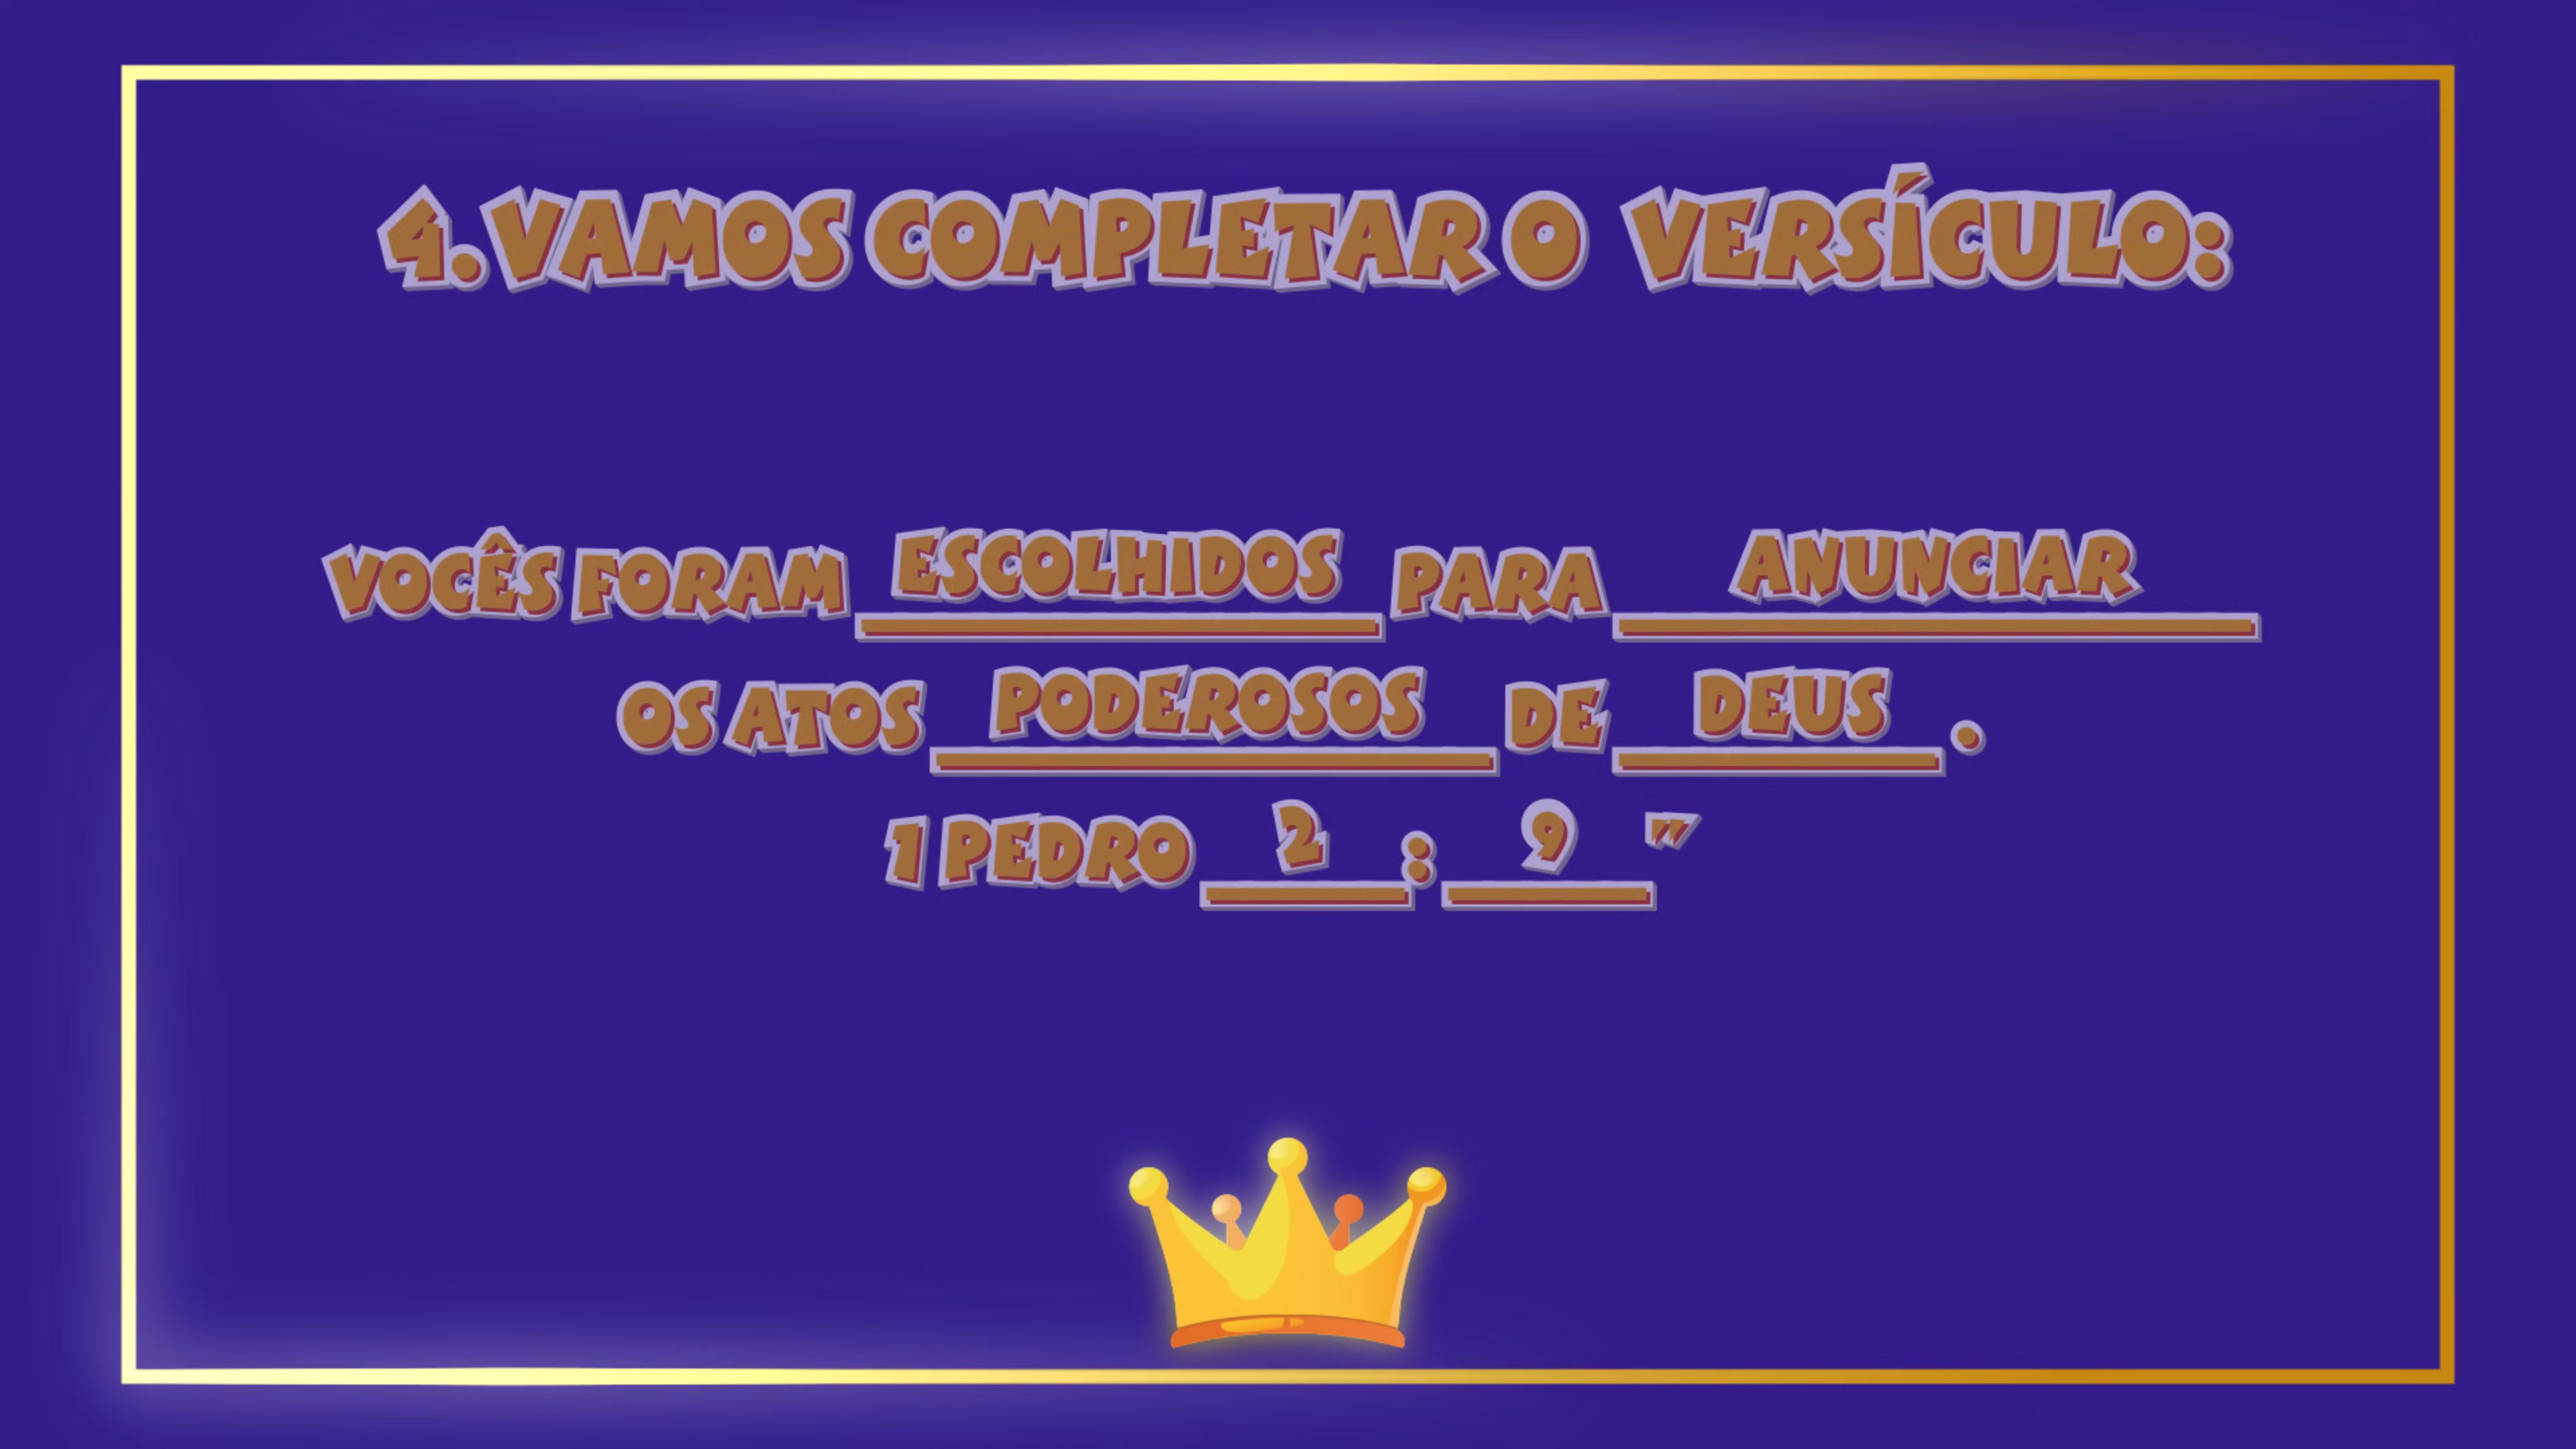 4. VAMOS COMPLETAR O VERSÍCULO:
VOCÊS FORAM ESCOLHIDOS PARA ANUNCIAR
OS ATOS PODEROSOS DE DEUS .
1 PEDRO 2 : 9 "